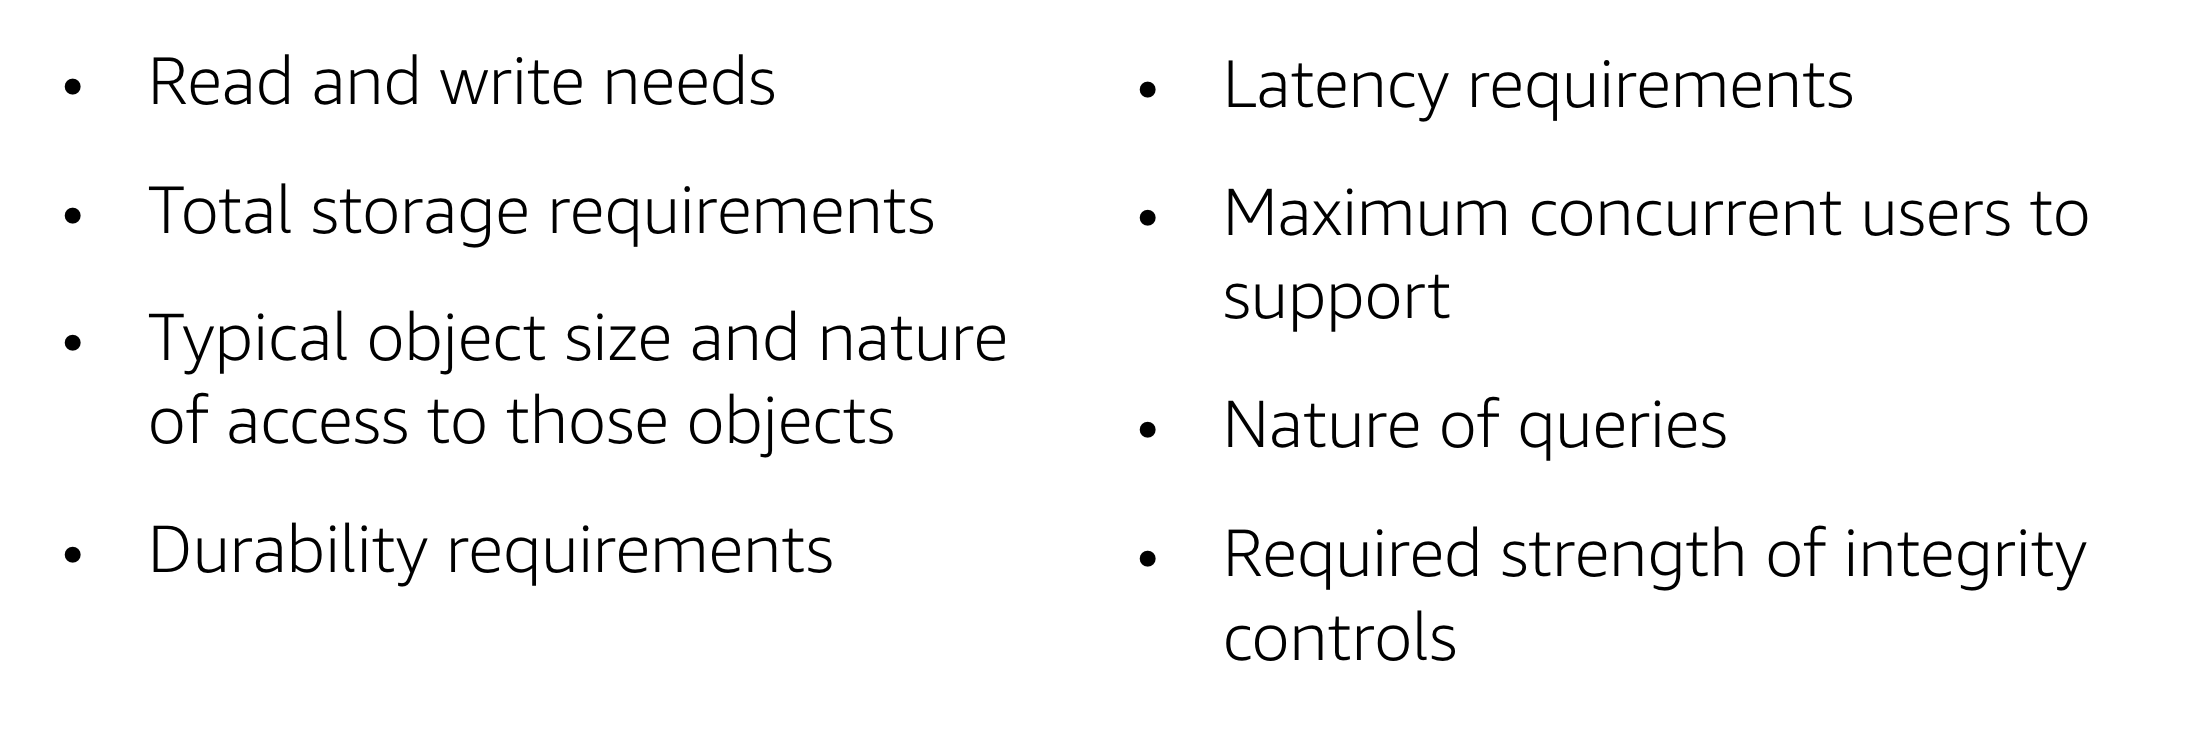 • Read and write needs
• Total storage requirements
• Typical object size and nature
of access to those objects
• Durability requirements
• Latency requirements
• Maximum concurrent users to
support
• Nature of queries
• Required strength of integrity
controls